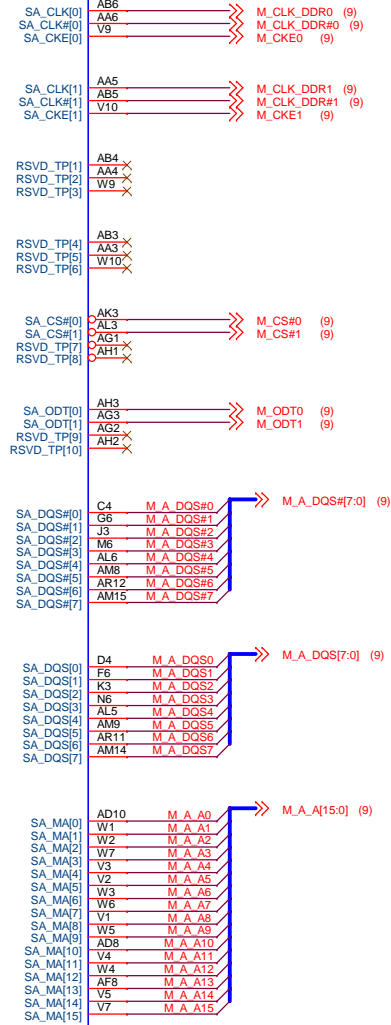 SA_CLK[0] AB6 M_CLK_DDR0 (9)
SA_CLK#[0] AA6 M_CLK_DDR#0 (9)
SA_CKE[0] V9 M_CKE0 (9)
SA_CLK[1] AA5 M_CLK_DDR1 (9)
SA_CLK#[1] AB5 M_CLK_DDR#1 (9)
SA_CKE[1] V10 M_CKE1 (9)
RSVD_TP[1] AB4
RSVD_TP[2] AA4
RSVD_TP[3] W9
RSVD_TP[4] AB3
RSVD_TP[5] AA3
RSVD_TP[6] W10
SA_CS#[0] AK3 M_CS#0 (9)
SA_CS#[1] AL3 M_CS#1 (9)
RSVD_TP[7] AG1
RSVD_TP[8] AH1
SA_ODT[0] AH3 M_ODT0 (9)
SA_ODT[1] AG3 M_ODT1 (9)
RSVD_TP[9] AG2
RSVD_TP[10] AH2
M_A_DQS#[7:0] (9)
SA_DQS#[0] C4 M_A_DQS#0
SA_DQS#[1] G6 M_A_DQS#1
SA_DQS#[2] J3 M_A_DQS#2
SA_DQS#[3] M6 M_A_DQS#3
SA_DQS#[4] AL6 M_A_DQS#4
SA_DQS#[5] AM8 M_A_DQS#5
SA_DQS#[6] AR12 M_A_DQS#6
SA_DQS#[7] AM15 M_A_DQS#7
M_A_DQS[7:0] (9)
SA_DQS[0] D4 M_A_DQS0
SA_DQS[1] F6 M_A_DQS1
SA_DQS[2] K3 M_A_DQS2
SA_DQS[3] N6 M_A_DQS3
SA_DQS[4] AL5 M_A_DQS4
SA_DQS[5] AM9 M_A_DQS5
SA_DQS[6] AR11 M_A_DQS6
SA_DQS[7] AM14 M_A_DQS7
M_A_A[15:0] (9)
SA_MA[0] AD10 M_A_A0
SA_MA[1] W1 M_A_A1
SA_MA[2] W2 M_A_A2
SA_MA[3] W7 M_A_A3
SA_MA[4] V3 M_A_A4
SA_MA[5] V2 M_A_A5
SA_MA[6] W3 M_A_A6
SA_MA[7] W6 M_A_A7
SA_MA[8] V1 M_A_A8
SA_MA[9] W5 M_A_A9
SA_MA[10] AD8 M_A_A10
SA_MA[11] V4 M_A_A11
SA_MA[12] W4 M_A_A12
SA_MA[13] AF8 M_A_A13
SA_MA[14] V5 M_A_A14
SA_MA[15] V7 M_A_A15